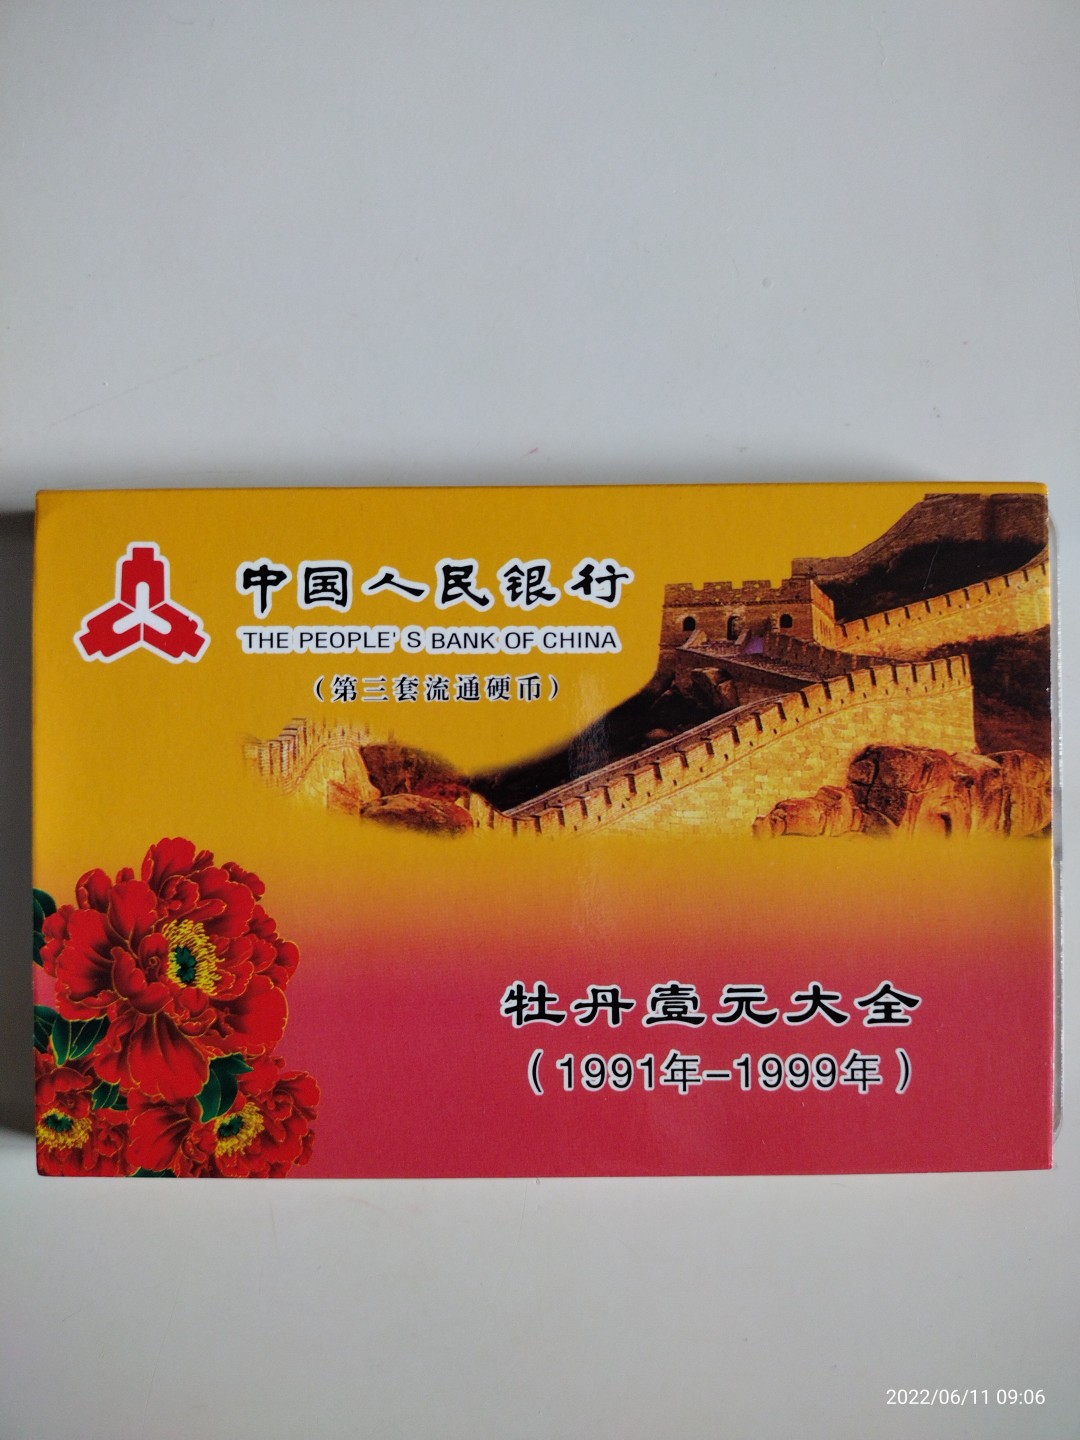 中国人民银行
THE PEOPLE'S BANK OF CHINA
（第三套流通硬币）
牡丹壹元大全
（1991年-1999年）
2022/06/11 09:06